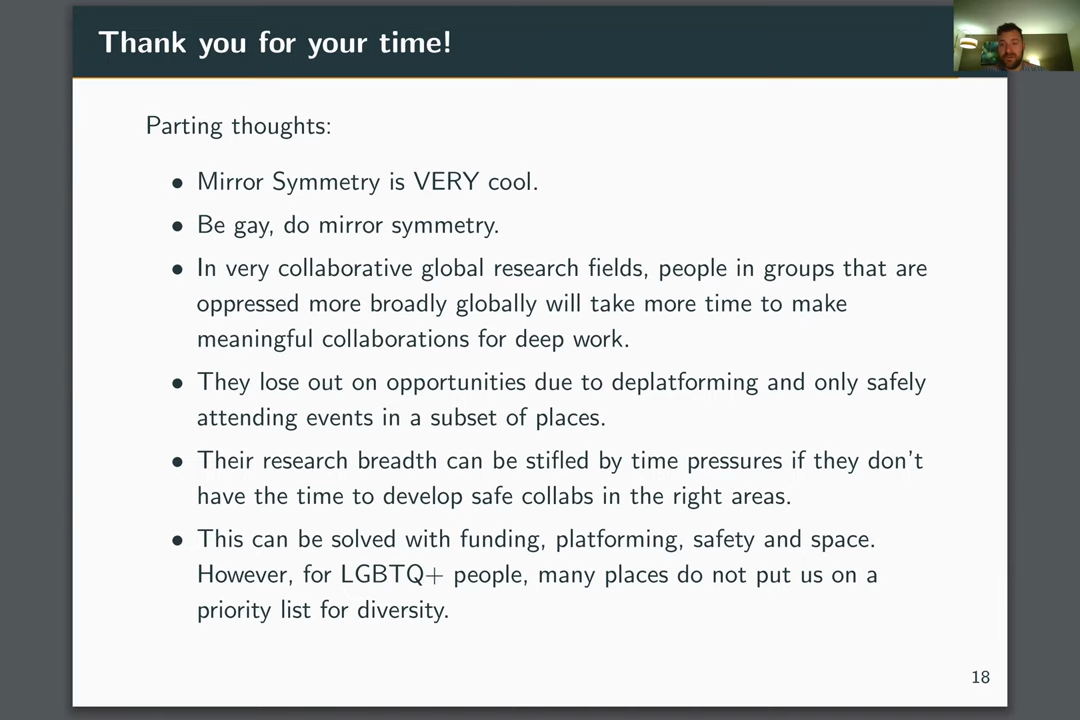 Thank you for your time!
Parting thoughts:
• Mirror Symmetry is VERY cool.
• Be gay, do mirror symmetry.
• In very collaborative global research fields, people in groups that are
oppressed more broadly globally will take more time to make
meaningful collaborations for deep work.
• They lose out on opportunities due to deplatforming and only safely
attending events in a subset of places.
• Their research breadth can be stifled by time pressures if they don't
have the time to develop safe collabs in the right areas.
• This can be solved with funding, platforming, safety and space.
However, for LGBTQ+ people, many places do not put us on a
priority list for diversity.
18